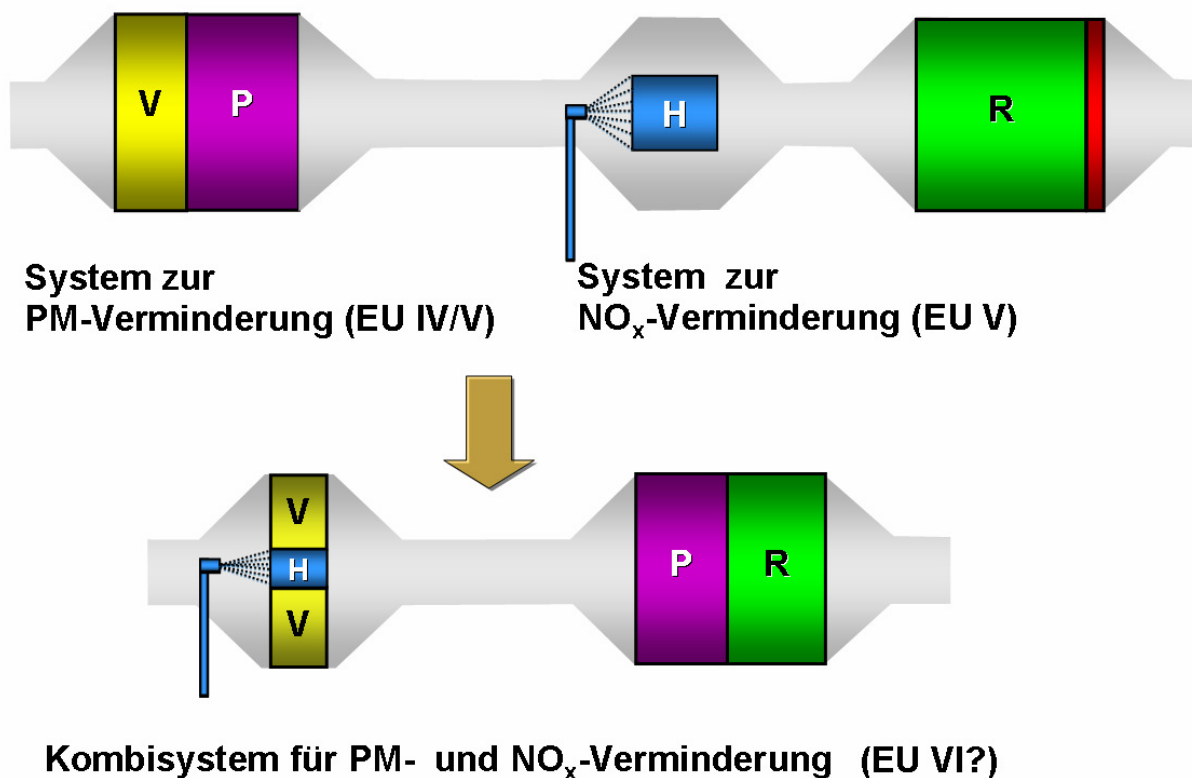 V P
H
R
System zur
PM-Verminderung (EU IV/V)
System zur
NOx-Verminderung (EU V)
V
H
V
P R
Kombisystem für PM- und NOx-Verminderung (EU VI?)